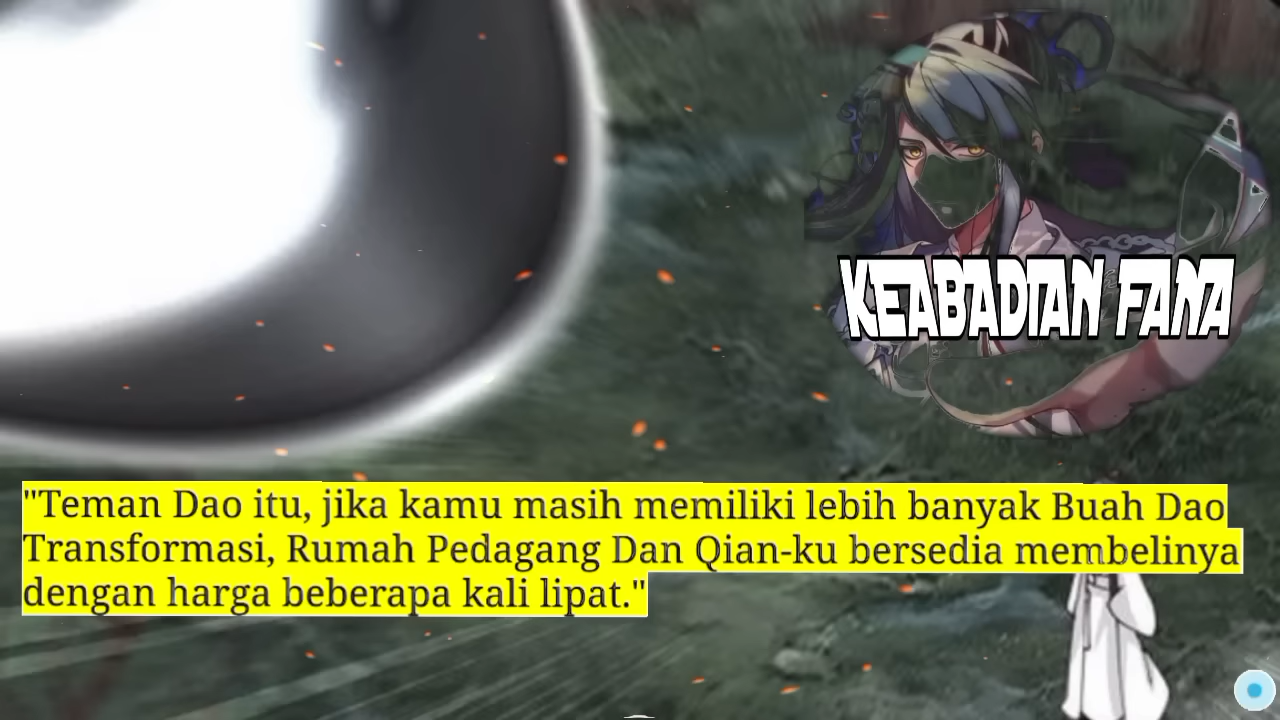 KEABADIAN FANA
"Teman Dao itu, jika kamu masih memiliki lebih banyak Buah Dao
Transformasi, Rumah Pedagang Dan Qian-ku bersedia membelinya
dengan harga beberapa kali lipat."